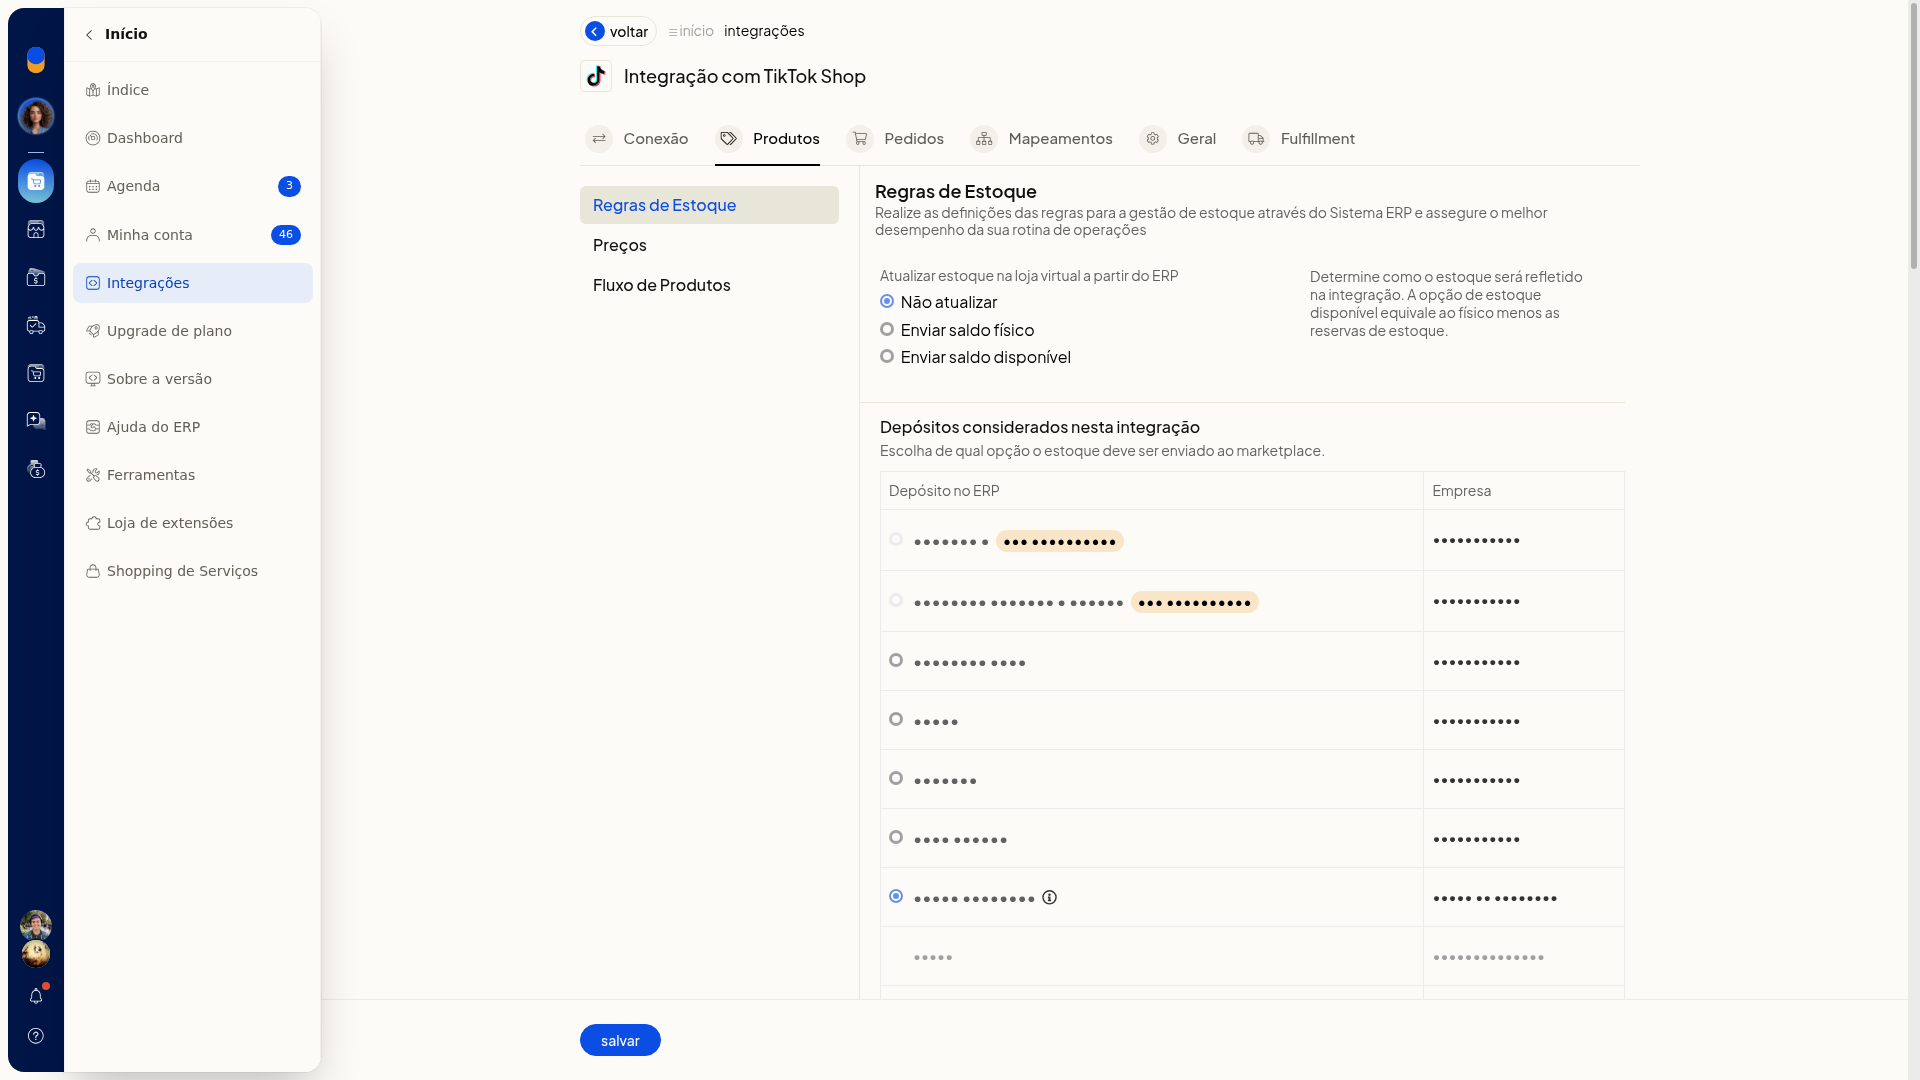 Início
Índice
Dashboard
Agenda 3
Minha conta 46
Integrações
Upgrade de plano
Sobre a versão
Ajuda do ERP
Ferramentas
Loja de extensões
Shopping de Serviços
voltar início integrações
Integração com TikTok Shop
Conexão Produtos Pedidos Mapeamentos Geral Fulfillment
Regras de Estoque
Preços
Fluxo de Produtos
Regras de Estoque
Realize as definições das regras para a gestão de estoque através do Sistema ERP e assegure o melhor
desempenho da sua rotina de operações
Atualizar estoque na loja virtual a partir do ERP
Não atualizar
Enviar saldo físico
Enviar saldo disponível
Determine como o estoque será refletido
na integração. A opção de estoque
disponível equivale ao físico menos as
reservas de estoque.
Depósitos considerados nesta integração
Escolha de qual opção o estoque deve ser enviado ao marketplace.
Depósito no ERP Empresa
salvar